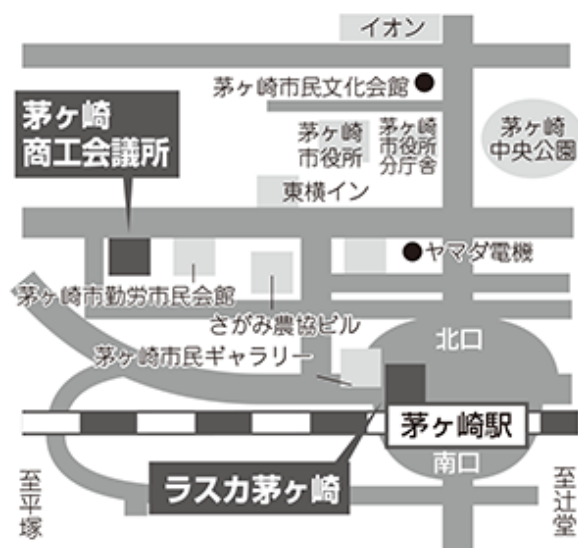 イオン
茅ヶ崎市民文化会館
茅ヶ崎
商工会議所
茅ヶ崎
市役所
茅ヶ崎
市役所
分庁舎
茅ヶ崎
中央公園
東横イン
ヤマダ電機
茅ヶ崎市勤労市民会館
さがみ農協ビル
北口
茅ヶ崎市民ギャラリー
茅ヶ崎駅
南口
ラスカ茅ヶ崎
至平塚
至辻堂